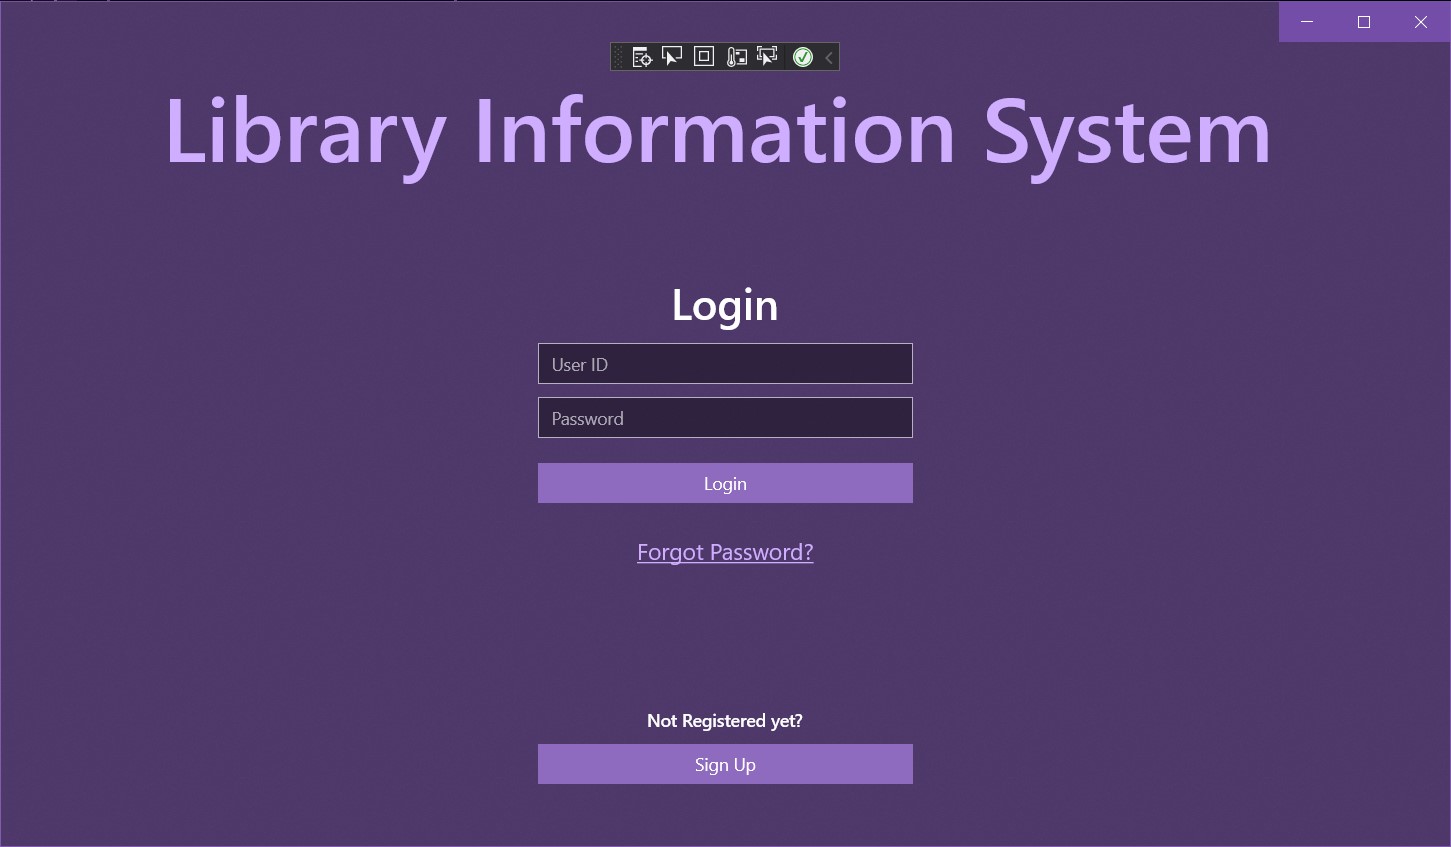 Library Information System
Login
User ID
Password
Login
Forgot Password?
Not Registered yet?
Sign Up